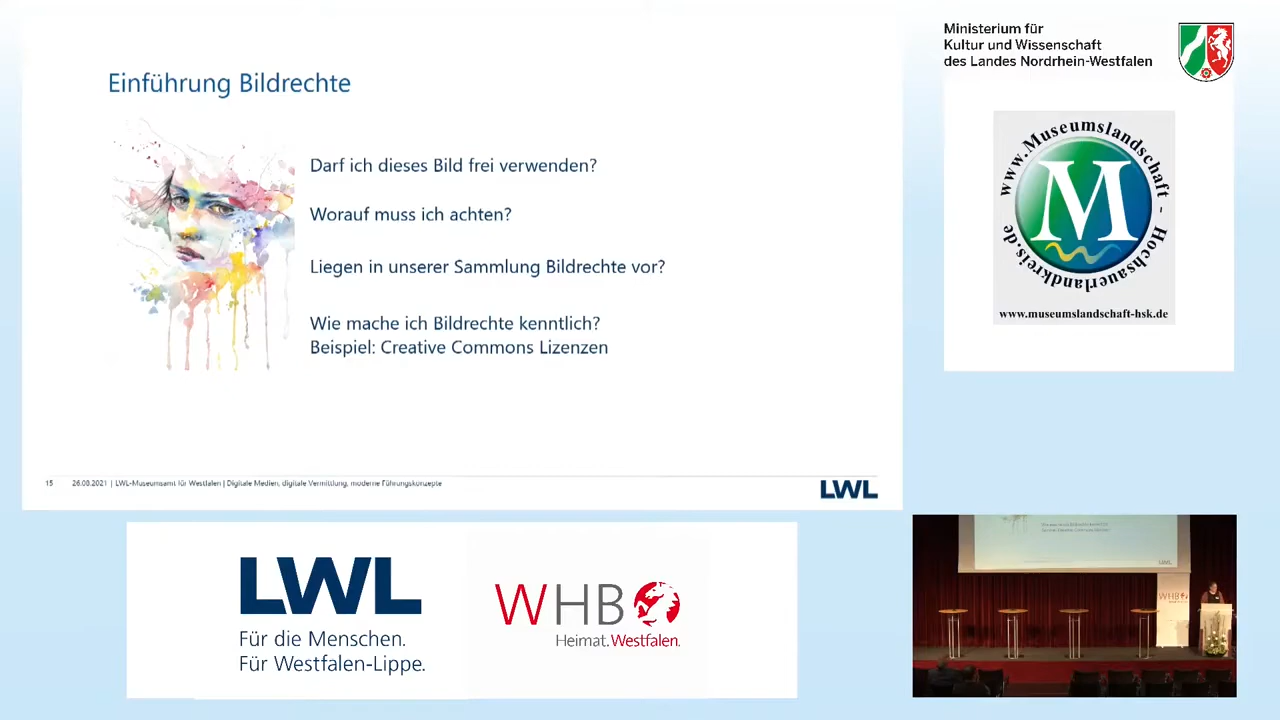 Einführung Bildrechte
Darf ich dieses Bild frei verwenden?
Worauf muss ich achten?
Liegen in unserer Sammlung Bildrechte vor?
Wie mache ich Bildrechte kenntlich?
Beispiel: Creative Commons Lizenzen
15 26.08.2021 | LWL-Museumsamt für Westfalen | Digitale Medien, digitale Vermittlung, moderne Führungskonzepte
LWL
Ministerium für
Kultur und Wissenschaft
des Landes Nordrhein-Westfalen
www.Museumslandschaft - Hochsauerlandkreis.de
M
www.museumslandschaft-hsk.de
LWL
Für die Menschen.
Für Westfalen-Lippe.
WHB
Heimat.Westfalen.
LWL
WHB